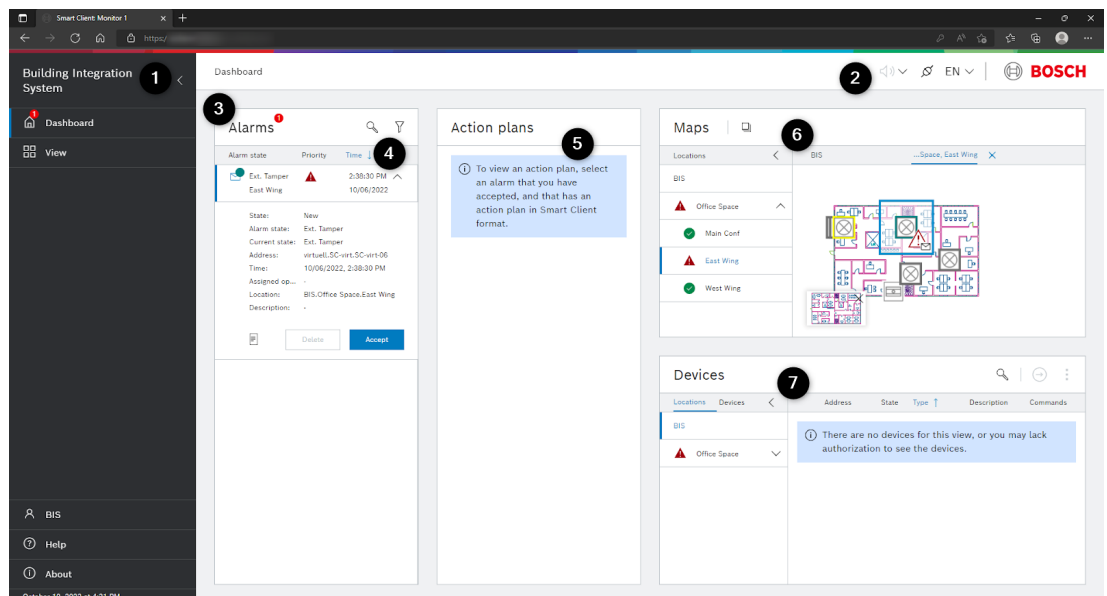 Smart Client: Monitor 1
https:/
Building Integration
System
1
Dashboard
2
EN
BOSCH
1
Dashboard
View
BIS
Help
About
3
Alarms
1
Alarm state
Priority
Time ↓
4
Ext. Tamper
East Wing
2:38:30 PM
10/06/2022
State: New
Alarm state: Ext. Tamper
Current state: Ext. Tamper
Address: virtuell.SC-virt.SC-virt-06
Time: 10/06/2022, 2:38:30 PM
Assigned op... -
Location: BIS.Office Space.East Wing
Description: -
Delete
Accept
Action plans
5
To view an action plan, select
an alarm that you have
accepted, and that has an
action plan in Smart Client
format.
Maps
6
Locations
BIS
...Space, East Wing
BIS
Office Space
Main Conf
East Wing
West Wing
Devices
7
Locations
Devices
Address
State
Type ↑
Description
Commands
BIS
Office Space
There are no devices for this view, or you may lack
authorization to see the devices.